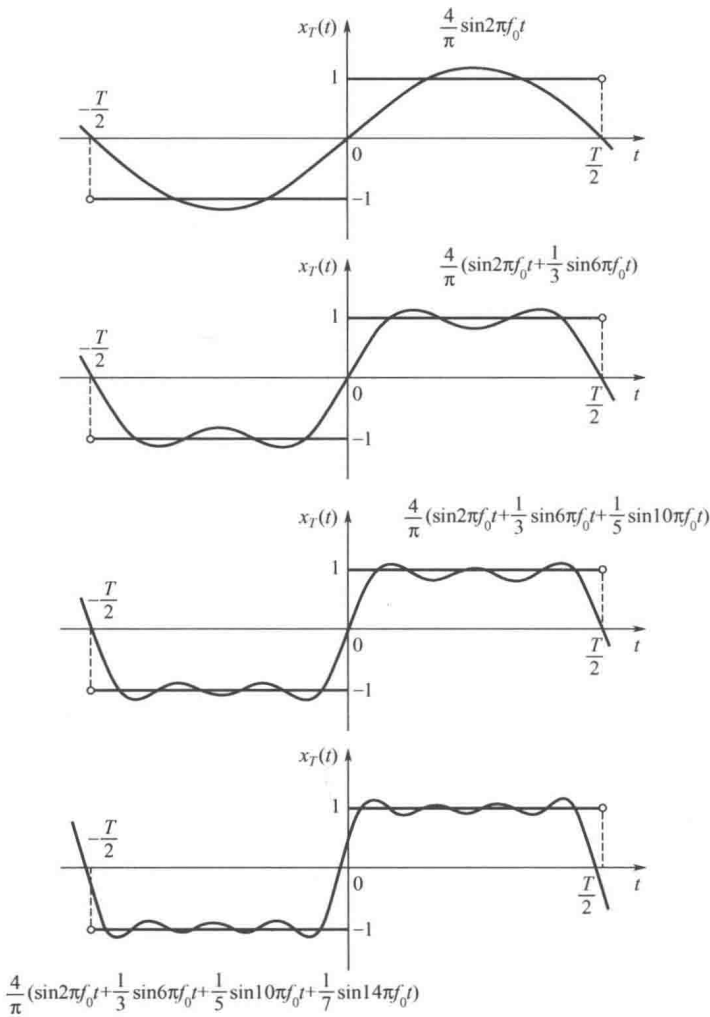 x_T(t)
4/π sin2πf₀t
1
-T/2
0
T/2
t
-1
x_T(t)
4/π (sin2πf₀t+1/3 sin6πf₀t)
1
-T/2
0
T/2
t
-1
x_T(t)
4/π (sin2πf₀t+1/3 sin6πf₀t+1/5 sin10πf₀t)
1
-T/2
0
T/2
t
-1
x_T(t)
1
-T/2
0
T/2
t
-1
4/π (sin2πf₀t+1/3 sin6πf₀t+1/5 sin10πf₀t+1/7 sin14πf₀t)